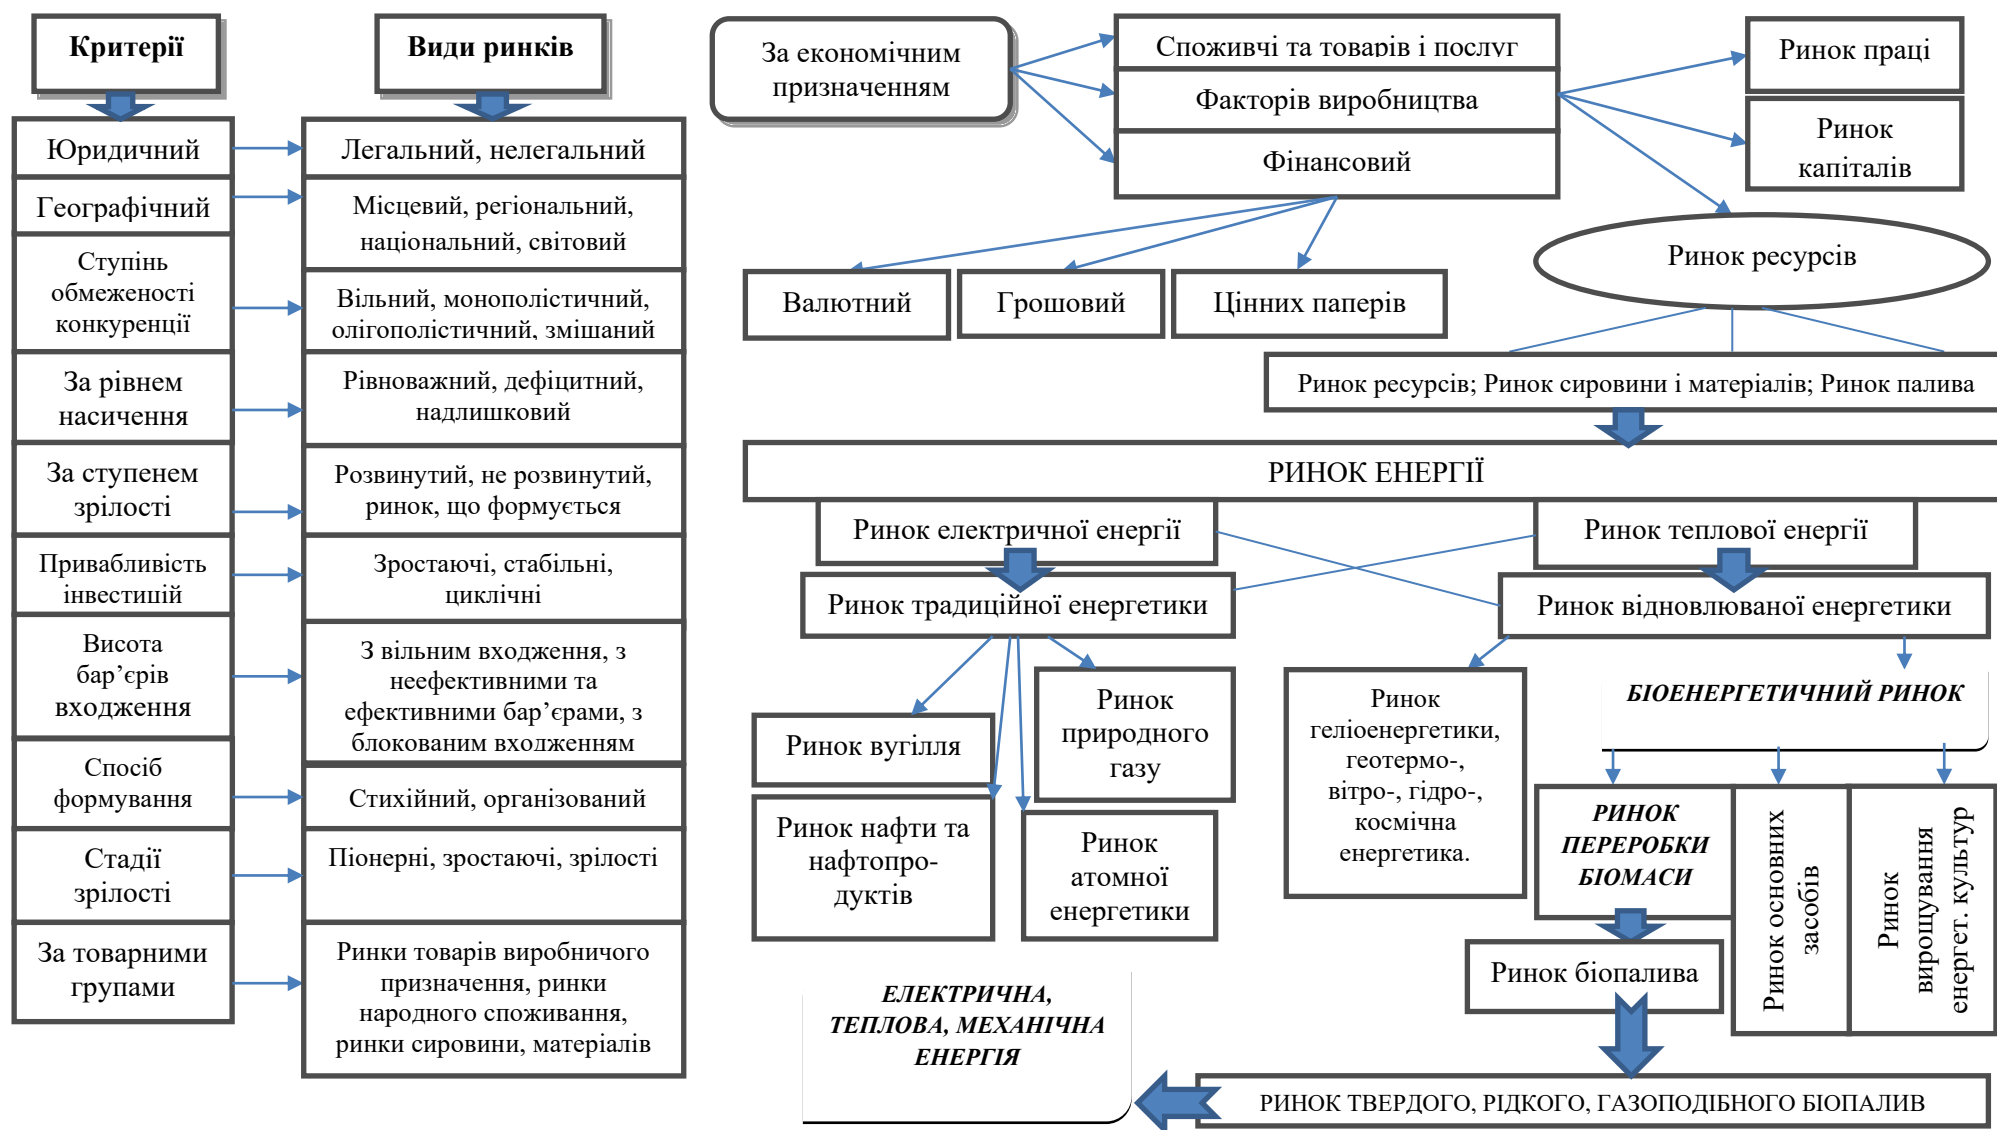 Критерії
Види ринків
Юридичний
Легальний, нелегальний
Географічний
Місцевий, регіональний,
національний, світовий
Ступінь
обмеженості
конкуренції
Вільний, монополістичний,
олігополістичний, змішаний
За рівнем
насичення
Рівноважний, дефіцитний,
надлишковий
За ступенем
зрілості
Розвинутий, не розвинутий,
ринок, що формується
Привабливість
інвестицій
Зростаючі, стабільні,
циклічні
Висота
бар’єрів
входження
З вільним входження, з
неефективними та
ефективними бар’єрами, з
блокованим входженням
Спосіб
формування
Стихійний, організований
Стадії
зрілості
Піонерні, зростаючі, зрілості
За товарними
групами
Ринки товарів виробничого
призначення, ринки
народного споживання,
ринки сировини, матеріалів
За економічним
призначенням
Споживчі та товарів і послуг
Факторів виробництва
Фінансовий
Ринок праці
Ринок
капіталів
Ринок ресурсів
Валютний
Грошовий
Цінних паперів
Ринок ресурсів; Ринок сировини і матеріалів; Ринок палива
РИНОК ЕНЕРГІЇ
Ринок електричної енергії
Ринок теплової енергії
Ринок традиційної енергетики
Ринок відновлюваної енергетики
Ринок вугілля
Ринок
природного
газу
Ринок нафти та
нафтопро-
дуктів
Ринок
атомної
енергетики
Ринок
геліоенергетики,
геотермо-,
вітро-, гідро-,
космічна
енергетика.
БІОЕНЕРГЕТИЧНИЙ РИНОК
РИНОК
ПЕРЕРОБКИ
БІОМАСИ
Ринок основних
засобів
Ринок
вирощування
енергет. культур
Ринок біопалива
ЕЛЕКТРИЧНА,
ТЕПЛОВА, МЕХАНІЧНА
ЕНЕРГІЯ
РИНОК ТВЕРДОГО, РІДКОГО, ГАЗОПОДІБНОГО БІОПАЛИВ